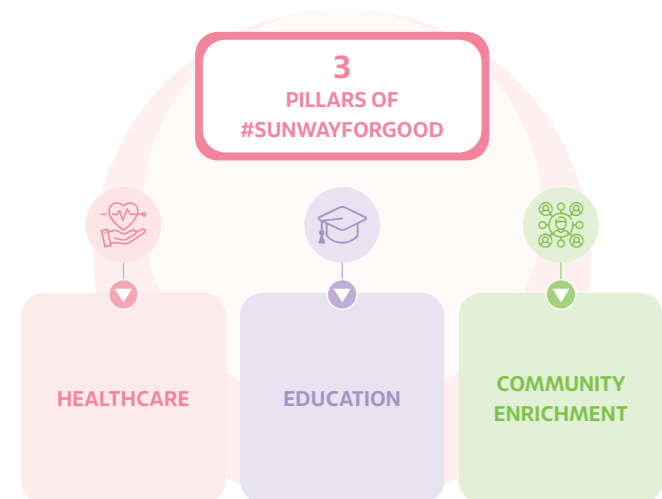 3
PILLARS OF
#SUNWAYFORGOOD
HEALTHCARE
EDUCATION
COMMUNITY
ENRICHMENT